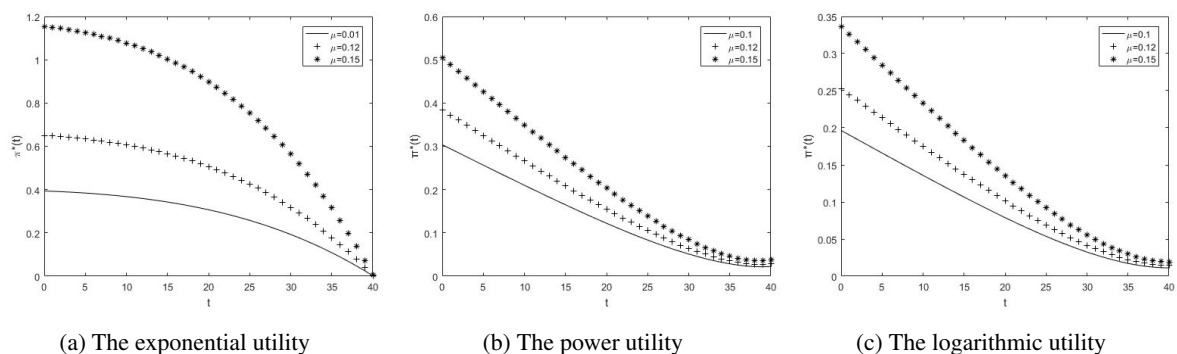 1.2
1
0.8
0.6
0.4
0.2
0
π*(t)
0 5 10 15 20 25 30 35 40
t
μ=0.01
μ=0.12
μ=0.15
(a) The exponential utility
0.6
0.5
0.4
0.3
0.2
0.1
0
π*(t)
0 5 10 15 20 25 30 35 40
t
μ=0.1
μ=0.12
μ=0.15
(b) The power utility
0.35
0.3
0.25
0.2
0.15
0.1
0.05
0
π*(t)
0 5 10 15 20 25 30 35 40
t
μ=0.1
μ=0.12
μ=0.15
(c) The logarithmic utility